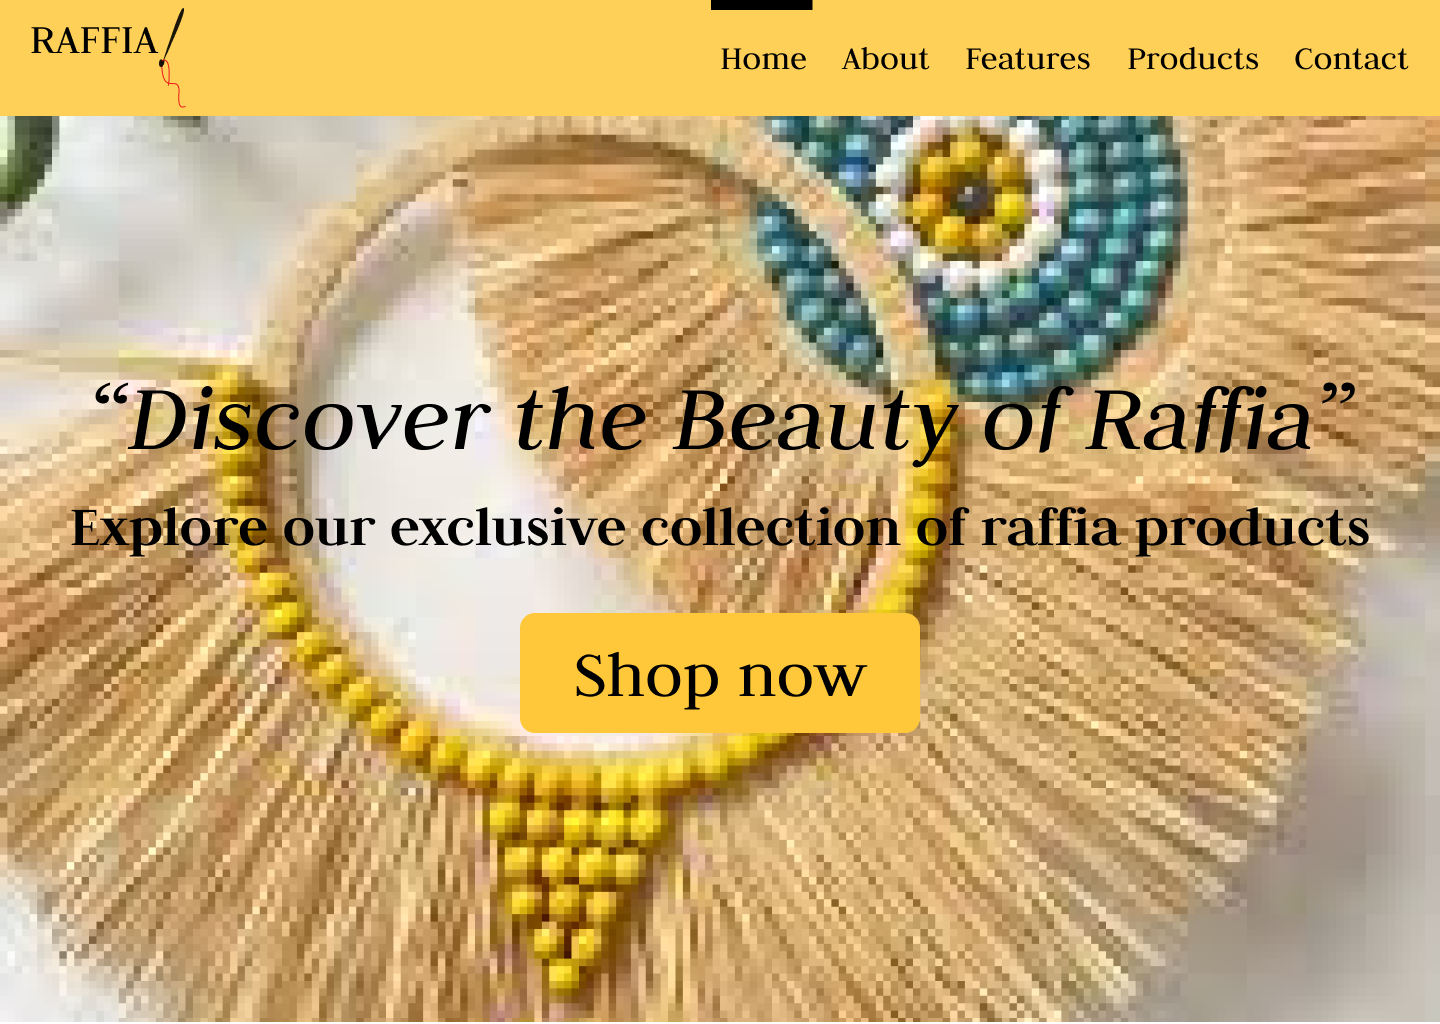 RAFFIA
Home About Features Products Contact
“Discover the Beauty of Raffia”
Explore our exclusive collection of raffia products
Shop now